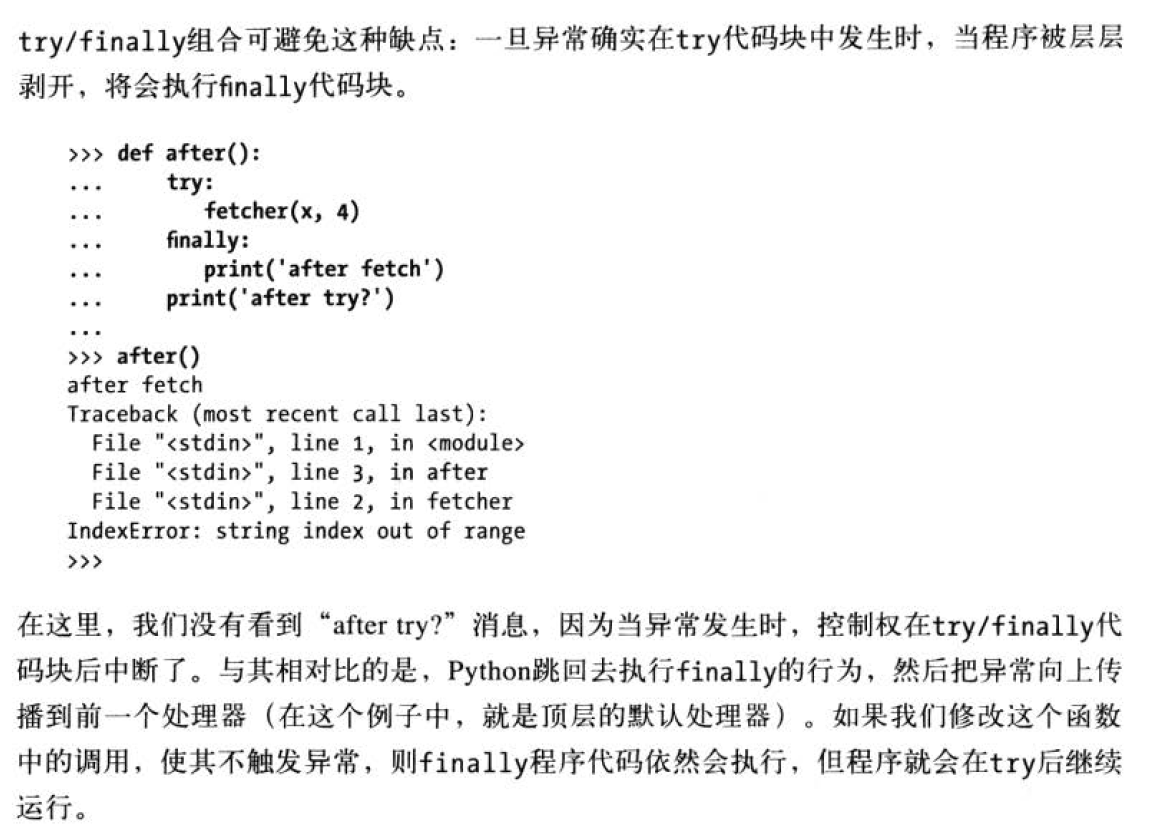 try/finally组合可避免这种缺点：一旦异常确实在try代码块中发生时，当程序被层层
剥开，将会执行finally代码块。
>>> def after():
...     try:
...        fetcher(x, 4)
...     finally:
...        print('after fetch')
...     print('after try?')
...
>>> after()
after fetch
Traceback (most recent call last):
  File "<stdin>", line 1, in <module>
  File "<stdin>", line 3, in after
  File "<stdin>", line 2, in fetcher
IndexError: string index out of range
>>>
在这里，我们没有看到“after try?”消息，因为当异常发生时，控制权在try/finally代
码块后中断了。与其相对比的是，Python跳回去执行finally的行为，然后把异常向上传
播到前一个处理器（在这个例子中，就是顶层的默认处理器）。如果我们修改这个函数
中的调用，使其不触发异常，则finally程序代码依然会执行，但程序就会在try后继续
运行。